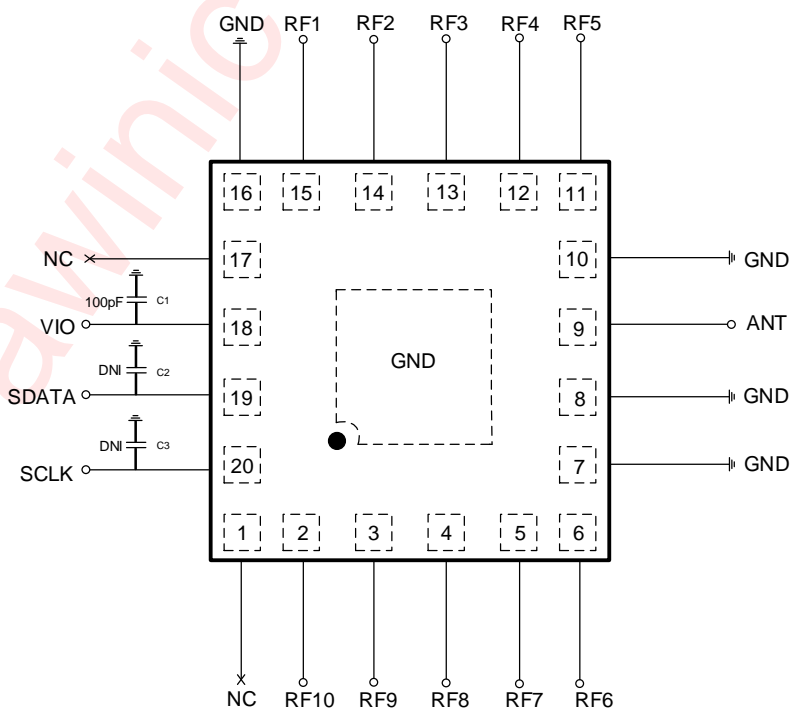 GND RF1 RF2 RF3 RF4 RF5
16 15 14 13 12 11
NC 17 10 GND
100pF C1
VIO 18 9 ANT
GND
DNI C2
SDATA 19 8 GND
DNI C3
SCLK 20 7 GND
1 2 3 4 5 6
NC RF10 RF9 RF8 RF7 RF6
awinic